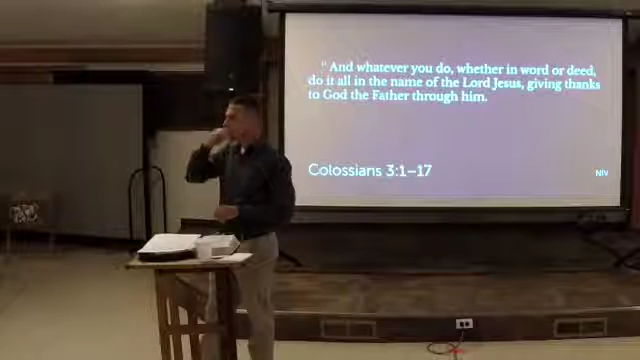 " And whatever you do, whether in word or deed,
do it all in the name of the Lord Jesus, giving thanks
to God the Father through him.
Colossians 3:1–17
NIV